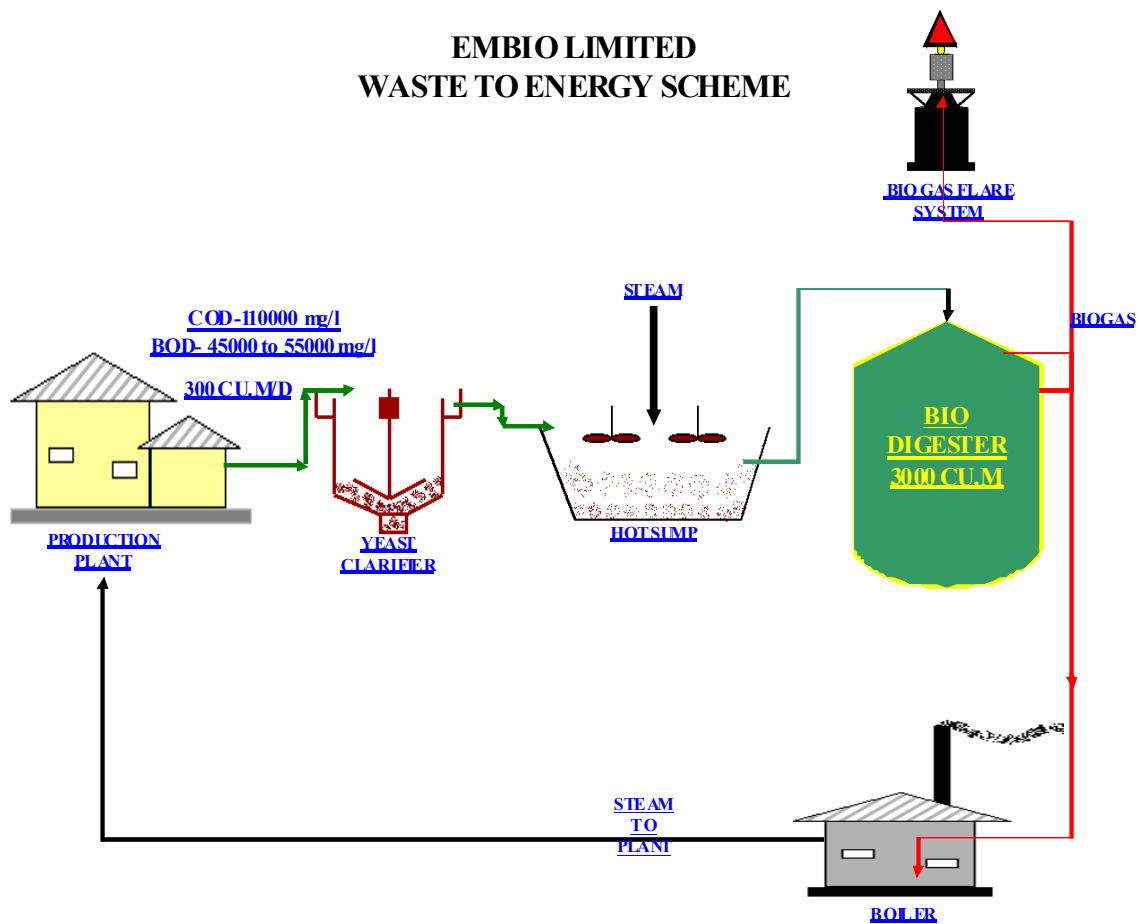 EMBIO LIMITED
WASTE TO ENERGY SCHEME
BIO GAS FLARE
SYSTEM
STEAM
COD-110000 mg/l
BOD- 45000 to 55000 mg/l
300 CU.M/D
BIOGAS
BIO
DIGESTER
3000 CU.M
PRODUCTION
PLANT
YEAST
CLARIFIER
HOT SUMP
STEAM
TO
PLANT
BOILER